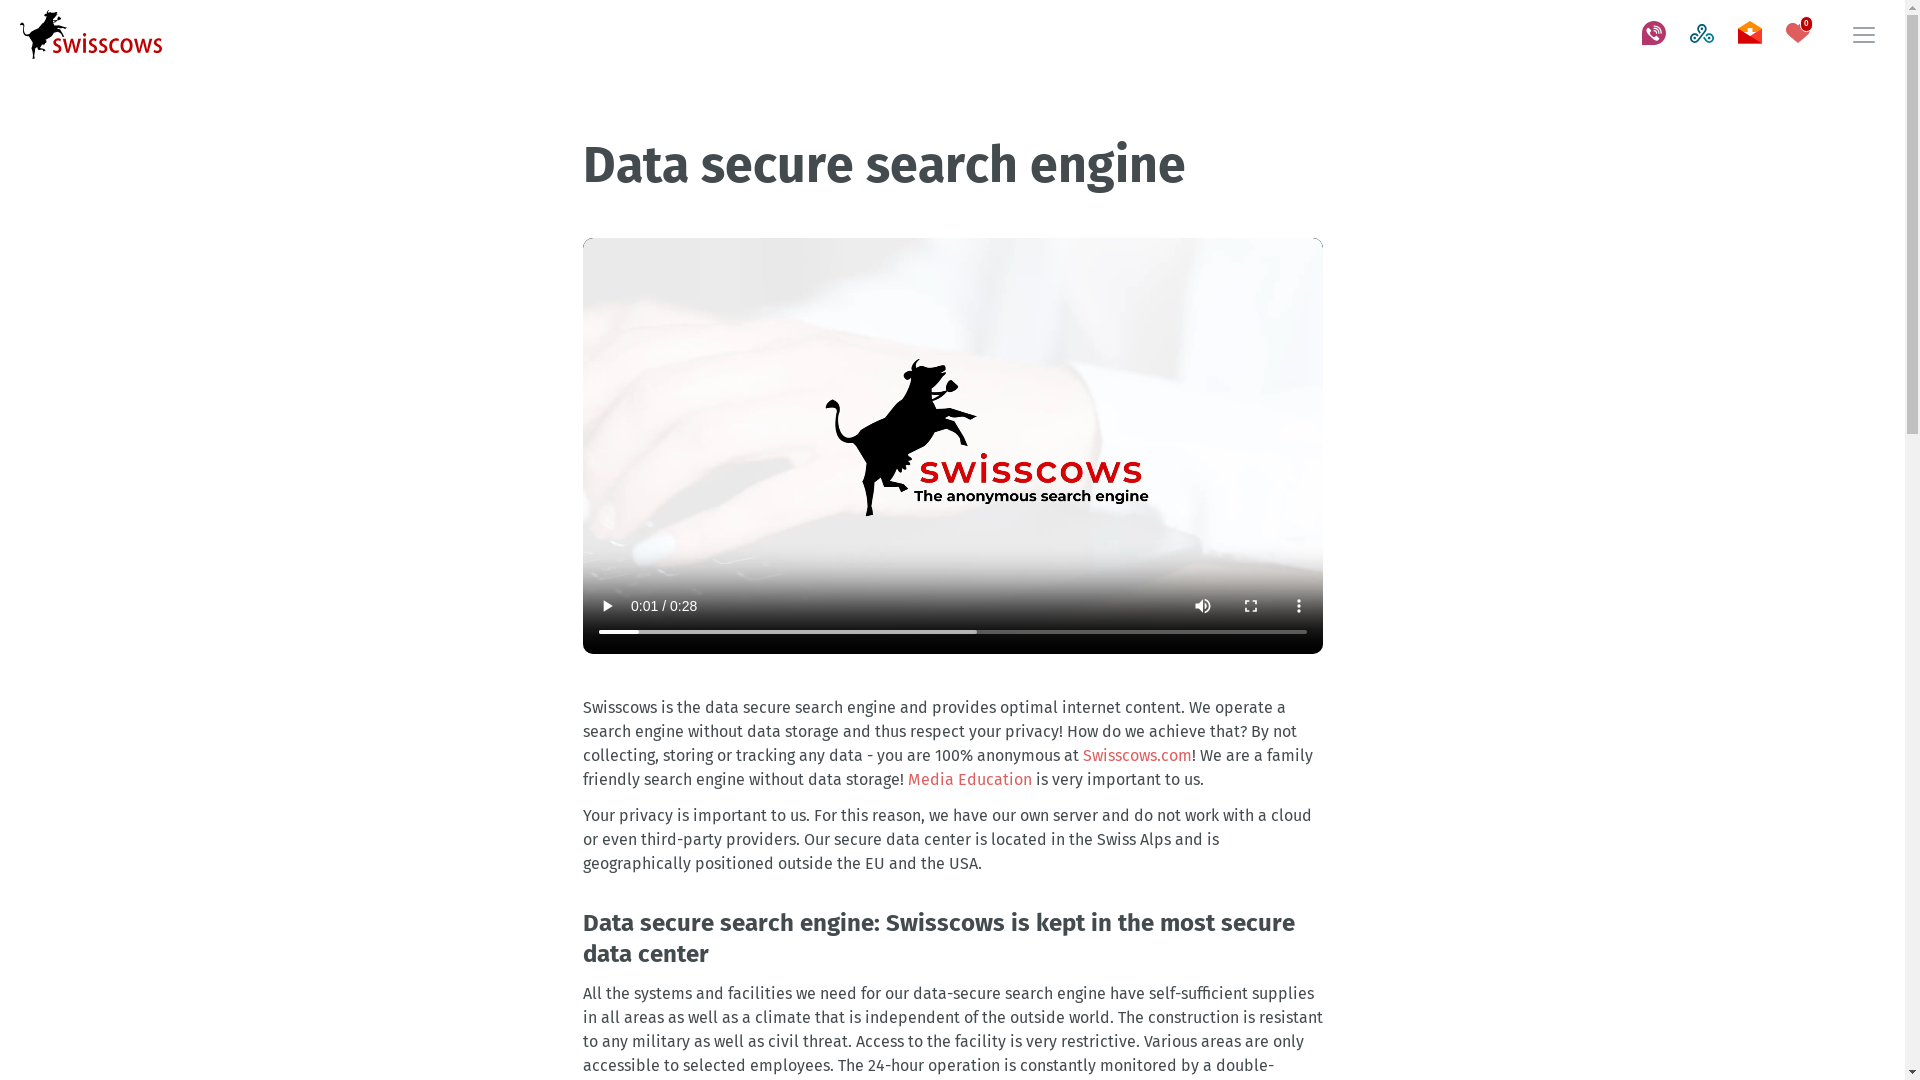 swisscows
0
Data secure search engine
swisscows
The anonymous search engine
0:01 / 0:28
Swisscows is the data secure search engine and provides optimal internet content. We operate a
search engine without data storage and thus respect your privacy! How do we achieve that? By not
collecting, storing or tracking any data - you are 100% anonymous at Swisscows.com! We are a family
friendly search engine without data storage! Media Education is very important to us.
Your privacy is important to us. For this reason, we have our own server and do not work with a cloud
or even third-party providers. Our secure data center is located in the Swiss Alps and is
geographically positioned outside the EU and the USA.
Data secure search engine: Swisscows is kept in the most secure
data center
All the systems and facilities we need for our data-secure search engine have self-sufficient supplies
in all areas as well as a climate that is independent of the outside world. The construction is resistant
to any military as well as civil threat. Access to the facility is very restrictive. Various areas are only
accessible to selected employees. The 24-hour operation is constantly monitored by a double-